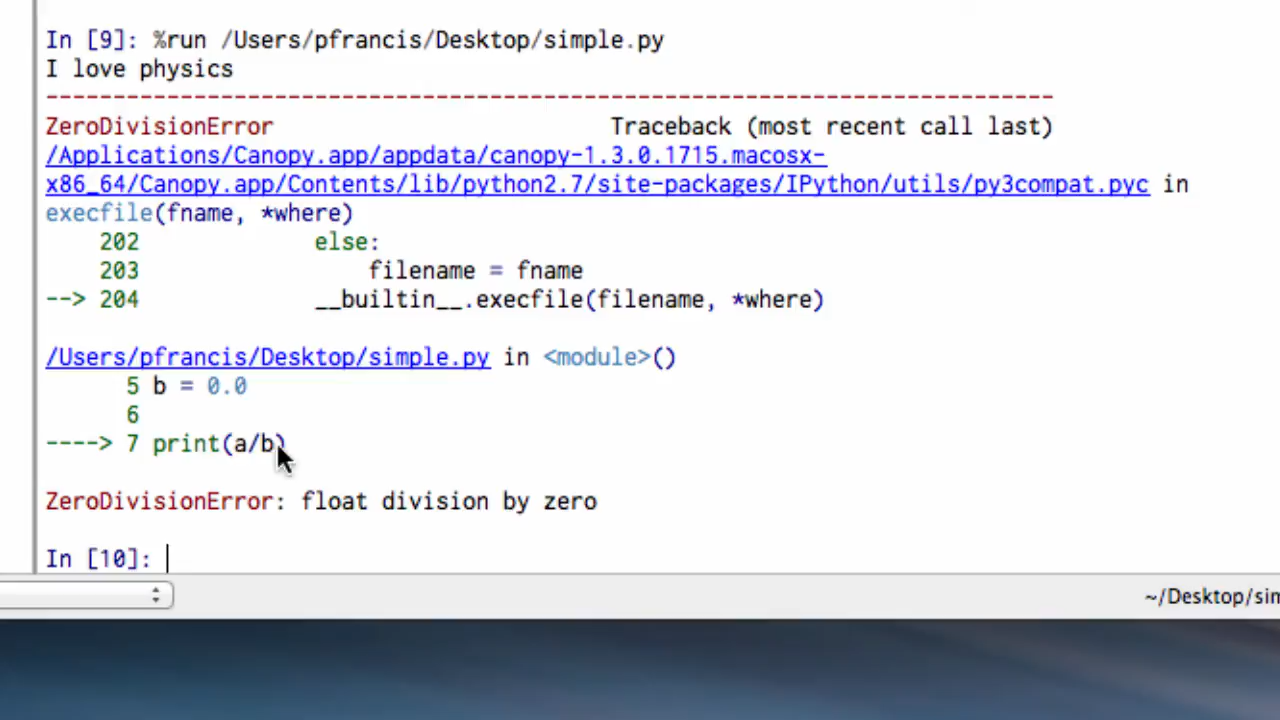 In [9]: %run /Users/pfrancis/Desktop/simple.py
I love physics
---------------------------------------------------------------------------
ZeroDivisionError                         Traceback (most recent call last)
/Applications/Canopy.app/appdata/canopy-1.3.0.1715.macosx-
x86_64/Canopy.app/Contents/lib/python2.7/site-packages/IPython/utils/py3compat.pyc in
execfile(fname, *where)
    202             else:
    203                 filename = fname
--> 204             __builtin__.execfile(filename, *where)
/Users/pfrancis/Desktop/simple.py in <module>()
      5 b = 0.0
      6
----> 7 print(a/b)
ZeroDivisionError: float division by zero
In [10]:
~/Desktop/sim